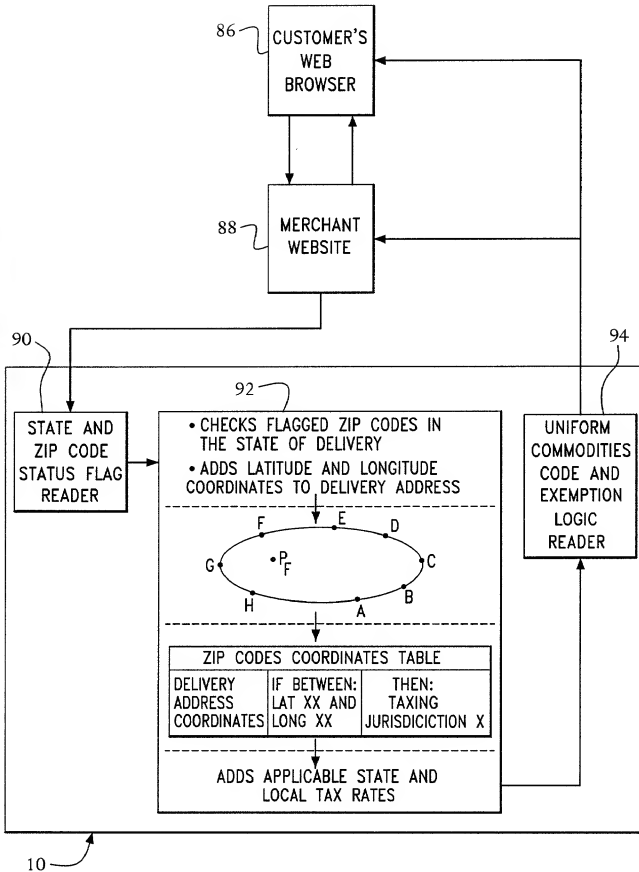 86
CUSTOMER'S
WEB
BROWSER
88
MERCHANT
WEBSITE
90
STATE AND
ZIP CODE
STATUS FLAG
READER
92
• CHECKS FLAGGED ZIP CODES IN
THE STATE OF DELIVERY
• ADDS LATITUDE AND LONGITUDE
COORDINATES TO DELIVERY ADDRESS
F E D
G P F C
H A B
ZIP CODES COORDINATES TABLE
DELIVERY
ADDRESS
COORDINATES
IF BETWEEN:
LAT XX AND
LONG XX
THEN:
TAXING
JURISDICICTION X
ADDS APPLICABLE STATE AND
LOCAL TAX RATES
94
UNIFORM
COMMODITIES
CODE AND
EXEMPTION
LOGIC
READER
10